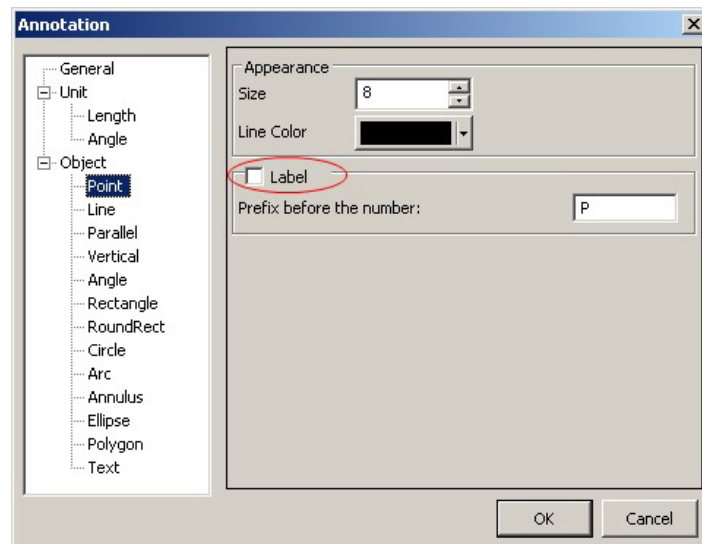 Annotation
General
Unit
Length
Angle
Object
Point
Line
Parallel
Vertical
Angle
Rectangle
RoundRect
Circle
Arc
Annulus
Ellipse
Polygon
Text
Appearance
Size 8
Line Color
Label
Prefix before the number: P
OK Cancel